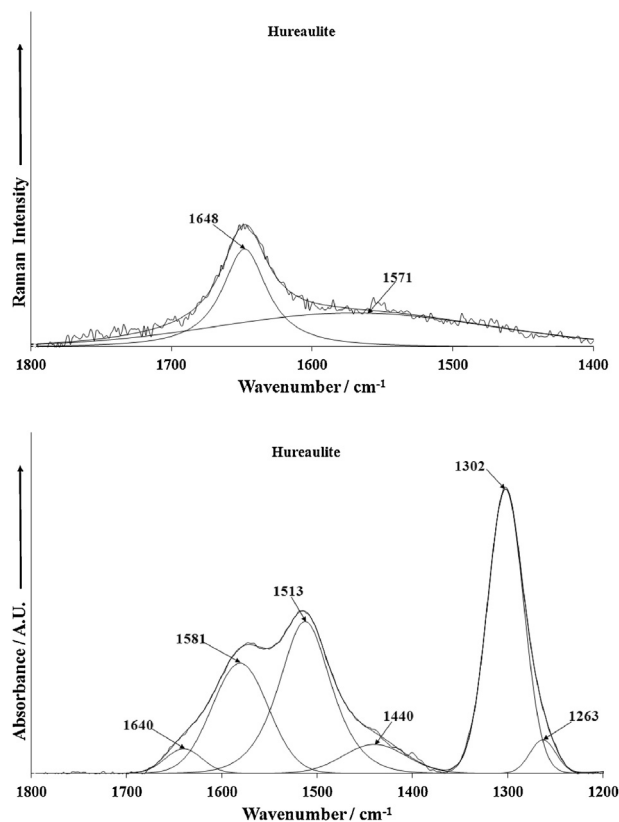 Hureaulite
Raman Intensity
1648
1571
1800 1700 1600 1500 1400
Wavenumber / cm-1
Hureaulite
Absorbance / A.U.
1302
1513
1581
1640
1440
1263
1800 1700 1600 1500 1400 1300 1200
Wavenumber / cm-1